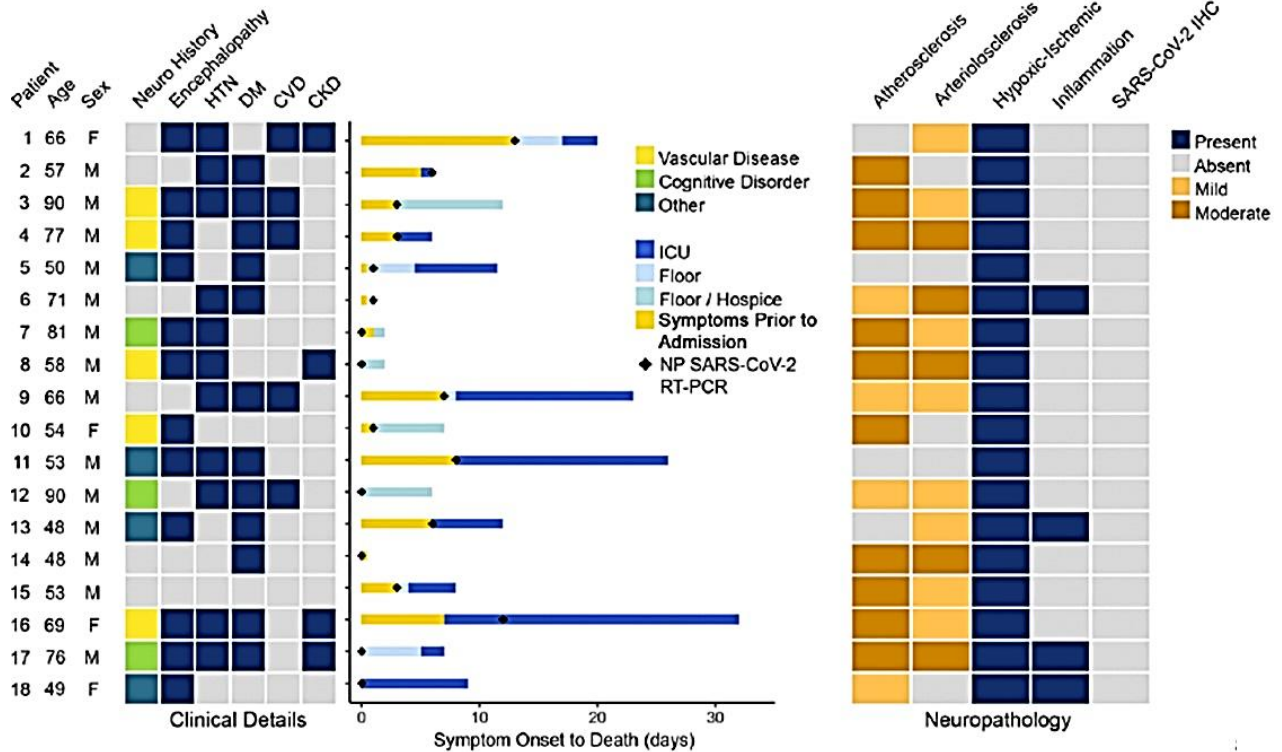 Patient Age Sex Neuro History Encephalopathy HTN DM CVD CKD
Atherosclerosis Arteriolosclerosis Hypoxic-Ischemic Inflammation SARS-CoV-2 IHC
1 66 F
2 57 M
3 90 M
4 77 M
5 50 M
6 71 M
7 81 M
8 58 M
9 66 M
10 54 F
11 53 M
12 90 M
13 48 M
14 48 M
15 53 M
16 69 F
17 76 M
18 49 F
Vascular Disease
Cognitive Disorder
Other
ICU
Floor
Floor / Hospice
Symptoms Prior to
Admission
NP SARS-CoV-2
RT-PCR
Present
Absent
Mild
Moderate
0 10 20 30
Clinical Details
Symptom Onset to Death (days)
Neuropathology